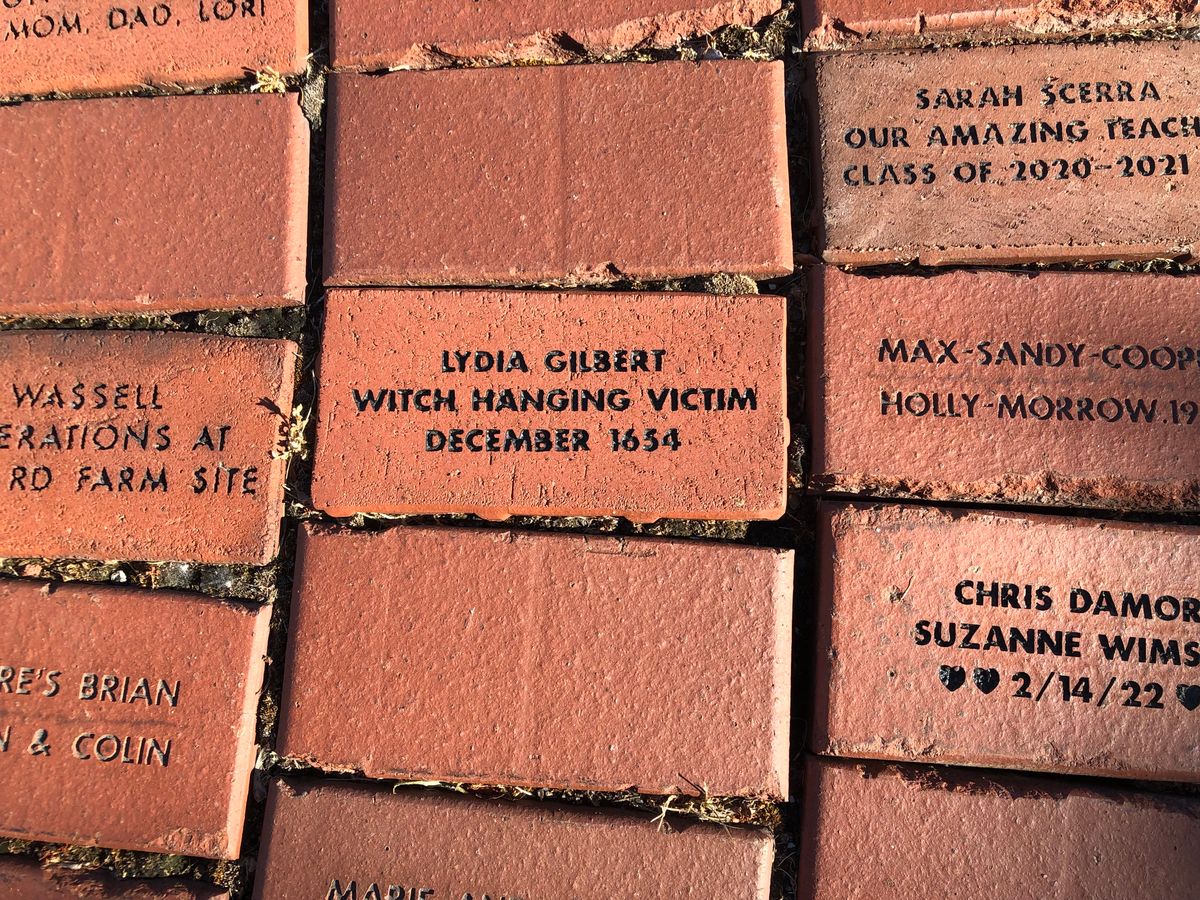 MOM, DAD, LORI
SARAH SCERRA
OUR AMAZING TEACH
CLASS OF 2020-2021
LYDIA GILBERT
WITCH HANGING VICTIM
DECEMBER 1654
MAX-SANDY-COOP
HOLLY-MORROW.19
WASSELL
ERATIONS AT
RD FARM SITE
CHRIS DAMOR
SUZANNE WIMS
♥♥ 2/14/22 ♥
RE'S BRIAN
N & COLIN
MARIE